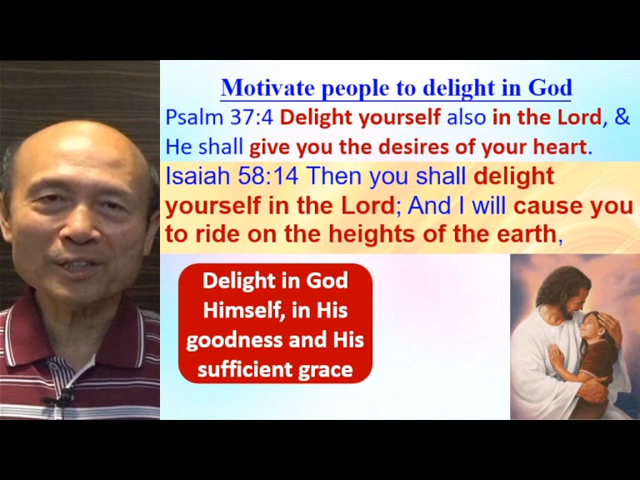 Motivate people to delight in God
Psalm 37:4 Delight yourself also in the Lord, &
He shall give you the desires of your heart.
Isaiah 58:14 Then you shall delight
yourself in the Lord; And I will cause you
to ride on the heights of the earth,
Delight in God
Himself, in His
goodness and His
sufficient grace